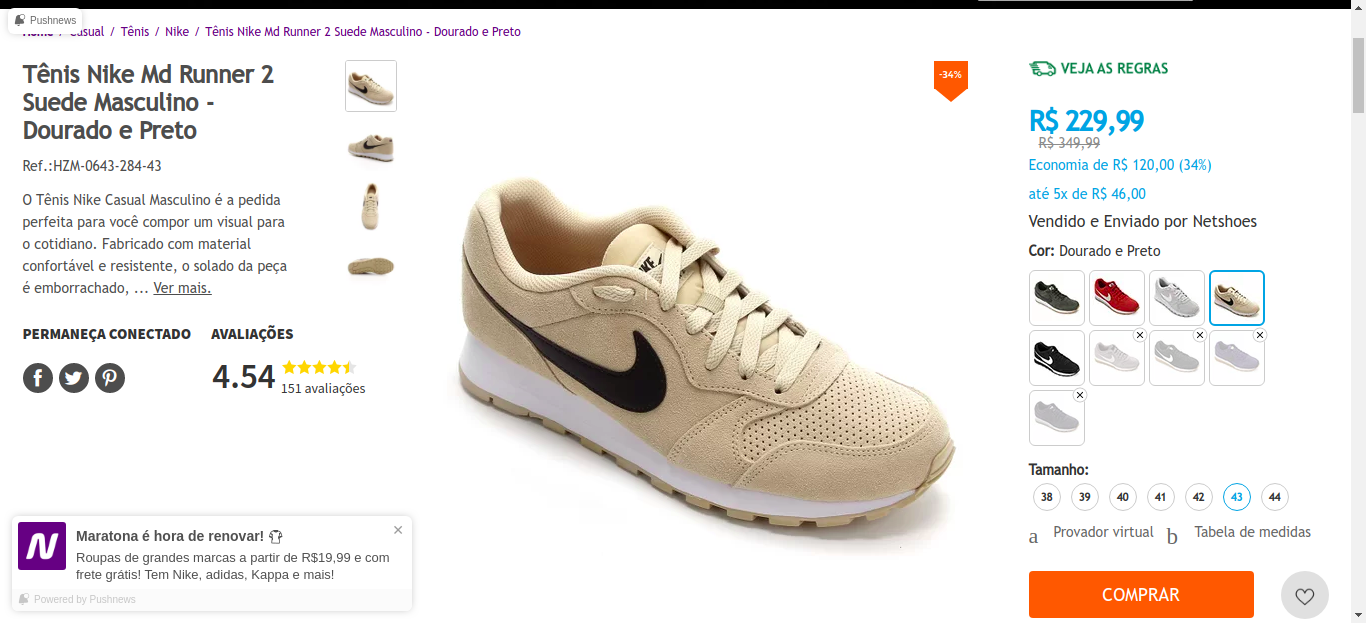 Pushnews
Home / Casual / Tênis / Nike / Tênis Nike Md Runner 2 Suede Masculino - Dourado e Preto
Tênis Nike Md Runner 2
Suede Masculino -
Dourado e Preto
Ref.:HZM-0643-284-43
O Tênis Nike Casual Masculino é a pedida
perfeita para você compor um visual para
o cotidiano. Fabricado com material
confortável e resistente, o solado da peça
é emborrachado, ... Ver mais.
PERMANEÇA CONECTADO
AVALIAÇÕES
4.54
151 avaliações
-34%
NIKE
VEJA AS REGRAS
R$ 229,99
R$ 349,99
Economia de R$ 120,00 (34%)
até 5x de R$ 46,00
Vendido e Enviado por Netshoes
Cor: Dourado e Preto
Tamanho:
38 39 40 41 42 43 44
a Provador virtual b Tabela de medidas
COMPRAR
N
Maratona é hora de renovar!
Roupas de grandes marcas a partir de R$19,99 e com
frete grátis! Tem Nike, adidas, Kappa e mais!
Powered by Pushnews